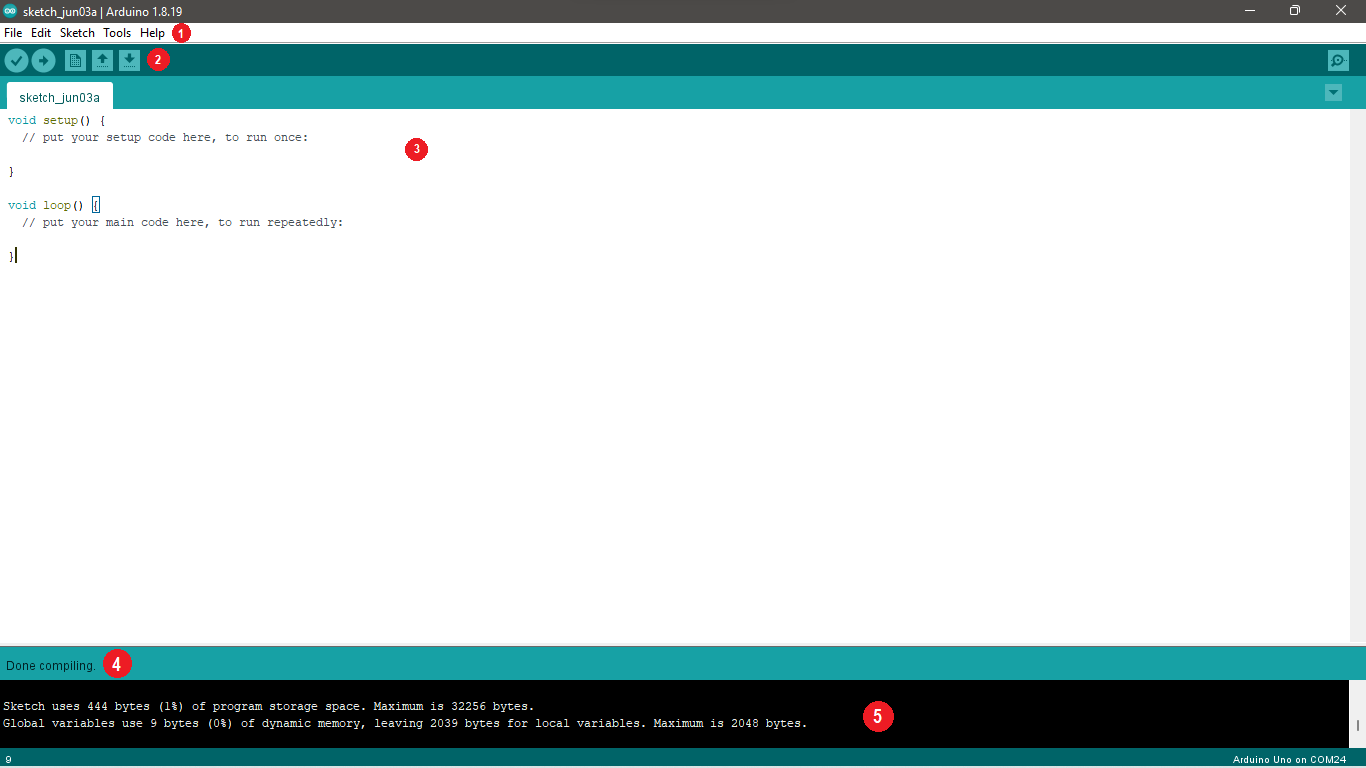 sketch_jun03a | Arduino 1.8.19
File Edit Sketch Tools Help 1
2
sketch_jun03a
void setup() {
  // put your setup code here, to run once:
3
}
void loop() {
  // put your main code here, to run repeatedly:
}
Done compiling. 4
Sketch uses 444 bytes (1%) of program storage space. Maximum is 32256 bytes.
Global variables use 9 bytes (0%) of dynamic memory, leaving 2039 bytes for local variables. Maximum is 2048 bytes.
5
9 Arduino Uno on COM24